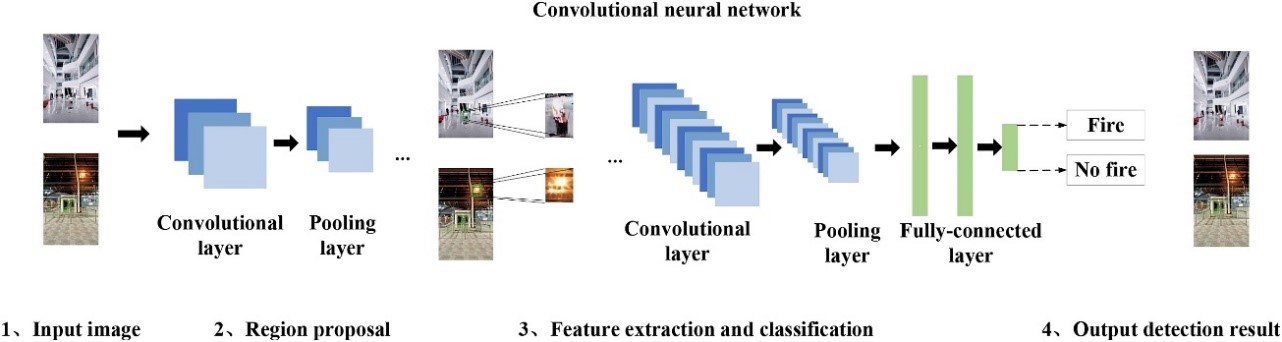 Convolutional neural network
Convolutional
layer
Pooling
layer
...
...
Convolutional
layer
Pooling
layer
Fully-connected
layer
Fire
No fire
1、Input image
2、Region proposal
3、Feature extraction and classification
4、Output detection result